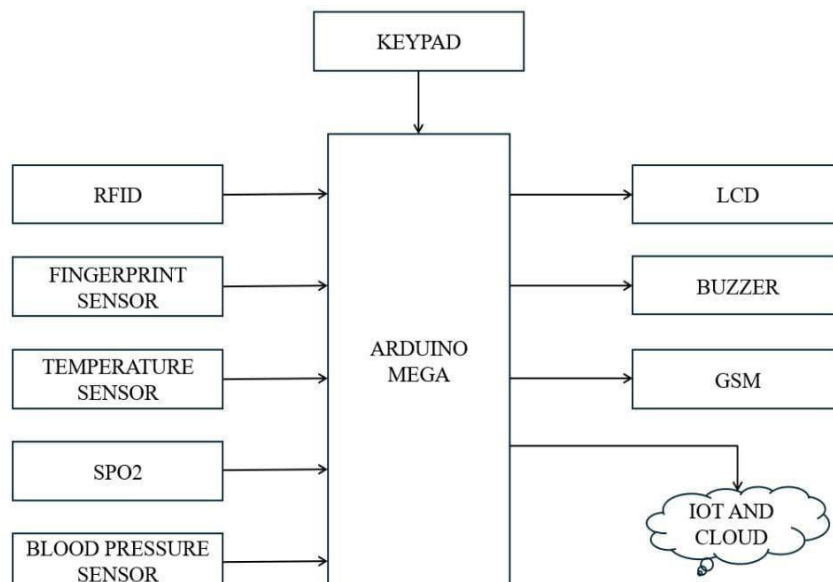 KEYPAD
RFID
FINGERPRINT
SENSOR
TEMPERATURE
SENSOR
SPO2
BLOOD PRESSURE
SENSOR
ARDUINO
MEGA
LCD
BUZZER
GSM
IOT AND
CLOUD